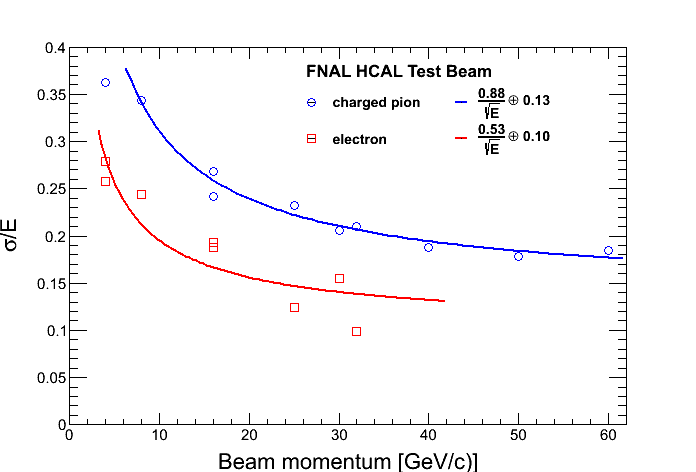 FNAL HCAL Test Beam
charged pion
0.88
√E
⊕ 0.13
electron
0.53
√E
⊕ 0.10
0.4
0.35
0.3
0.25
0.2
0.15
0.1
0.05
0
σ/E
0 10 20 30 40 50 60
Beam momentum [GeV/c)]